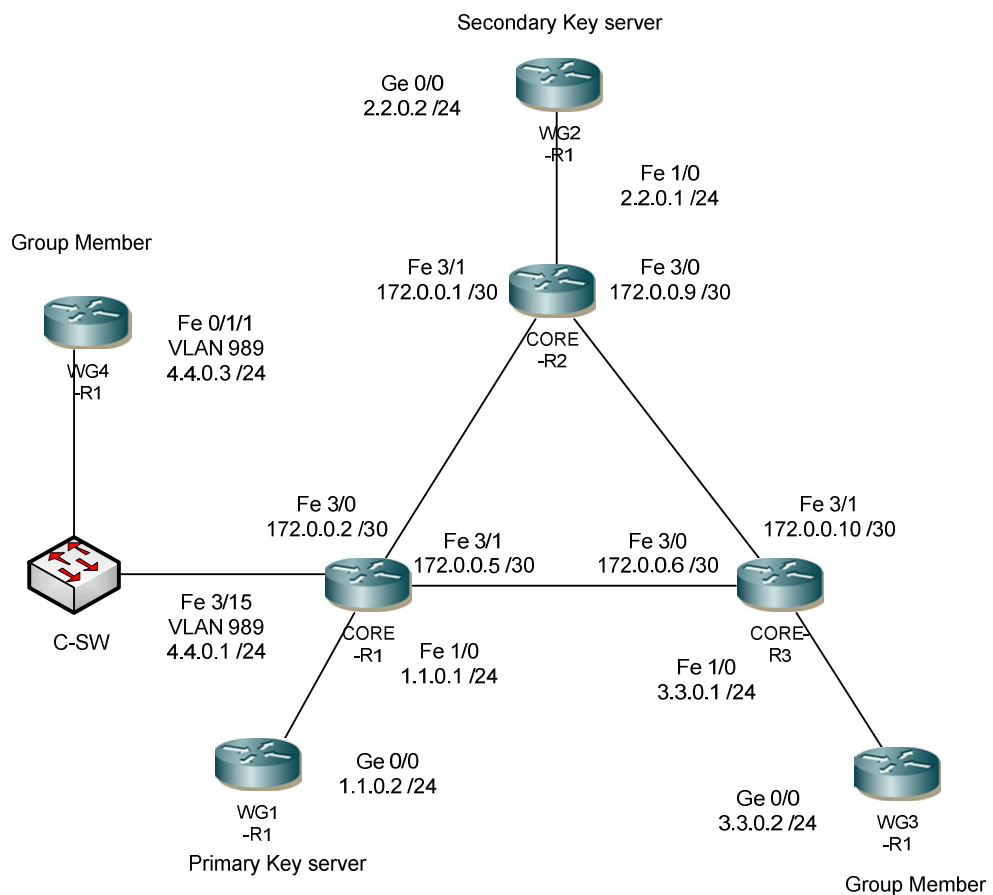 Secondary Key server
Ge 0/0
2.2.0.2 /24
WG2
-R1
Fe 1/0
2.2.0.1 /24
Group Member
Fe 3/1
172.0.0.1 /30
Fe 3/0
172.0.0.9 /30
CORE
-R2
Fe 0/1/1
VLAN 989
4.4.0.3 /24
WG4
-R1
Fe 3/0
172.0.0.2 /30
Fe 3/1
172.0.0.5 /30
Fe 3/0
172.0.0.6 /30
Fe 3/1
172.0.0.10 /30
C-SW
Fe 3/15
VLAN 989
4.4.0.1 /24
CORE
-R1
Fe 1/0
1.1.0.1 /24
CORE-
R3
Fe 1/0
3.3.0.1 /24
Ge 0/0
1.1.0.2 /24
WG1
-R1
Primary Key server
Ge 0/0
3.3.0.2 /24
WG3
-R1
Group Member